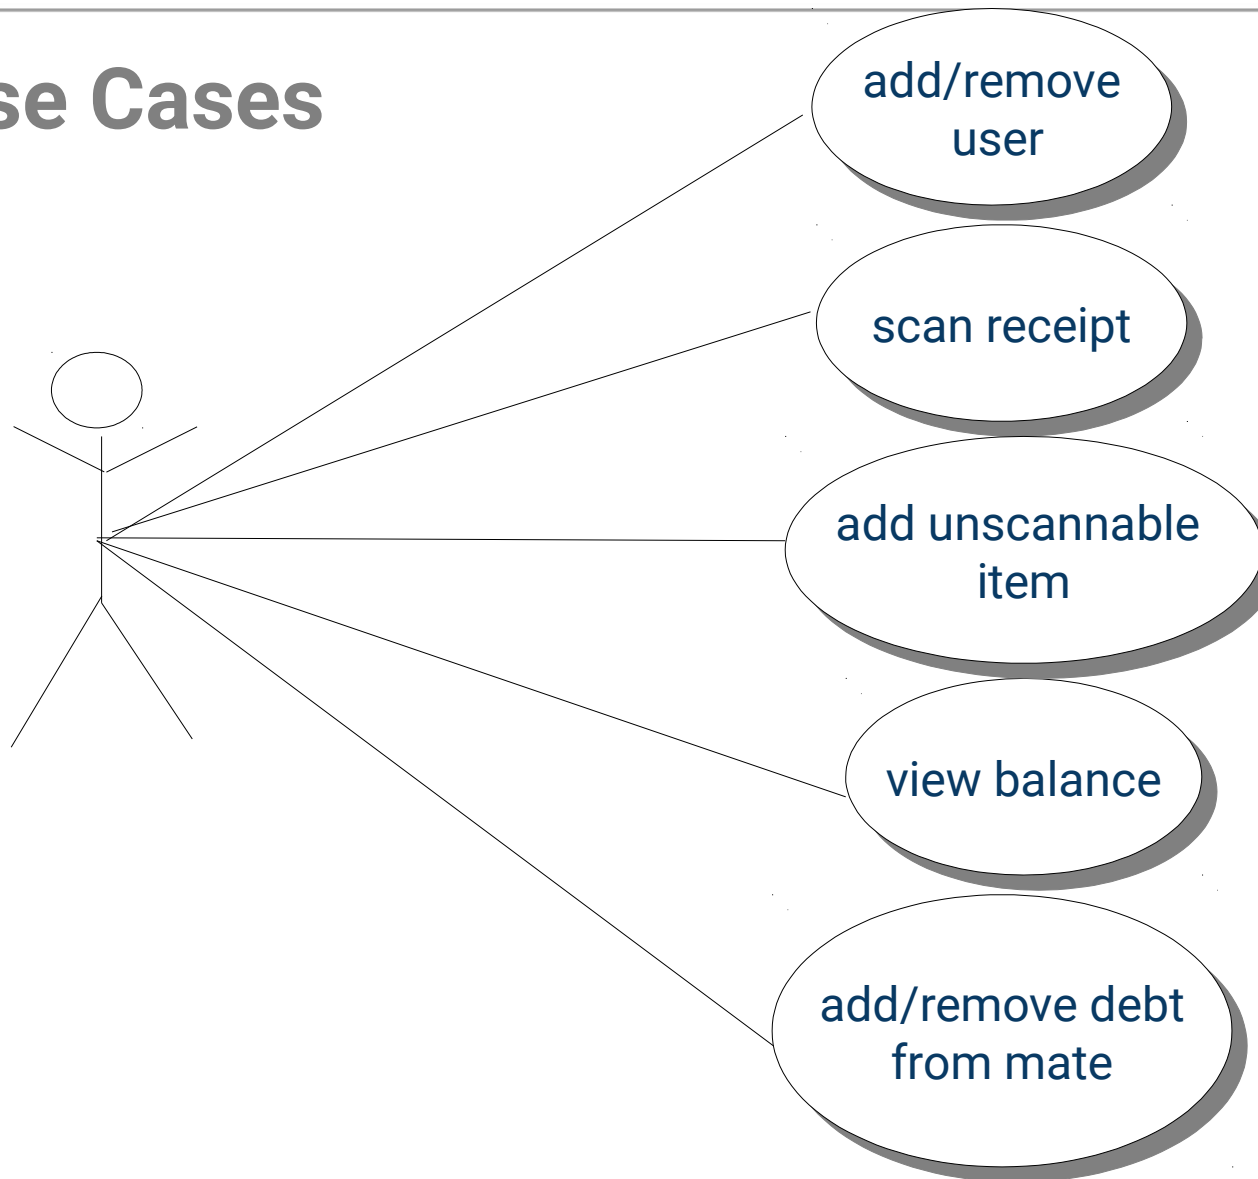 se Cases
add/remove
user
scan receipt
add unscannable
item
view balance
add/remove debt
from mate